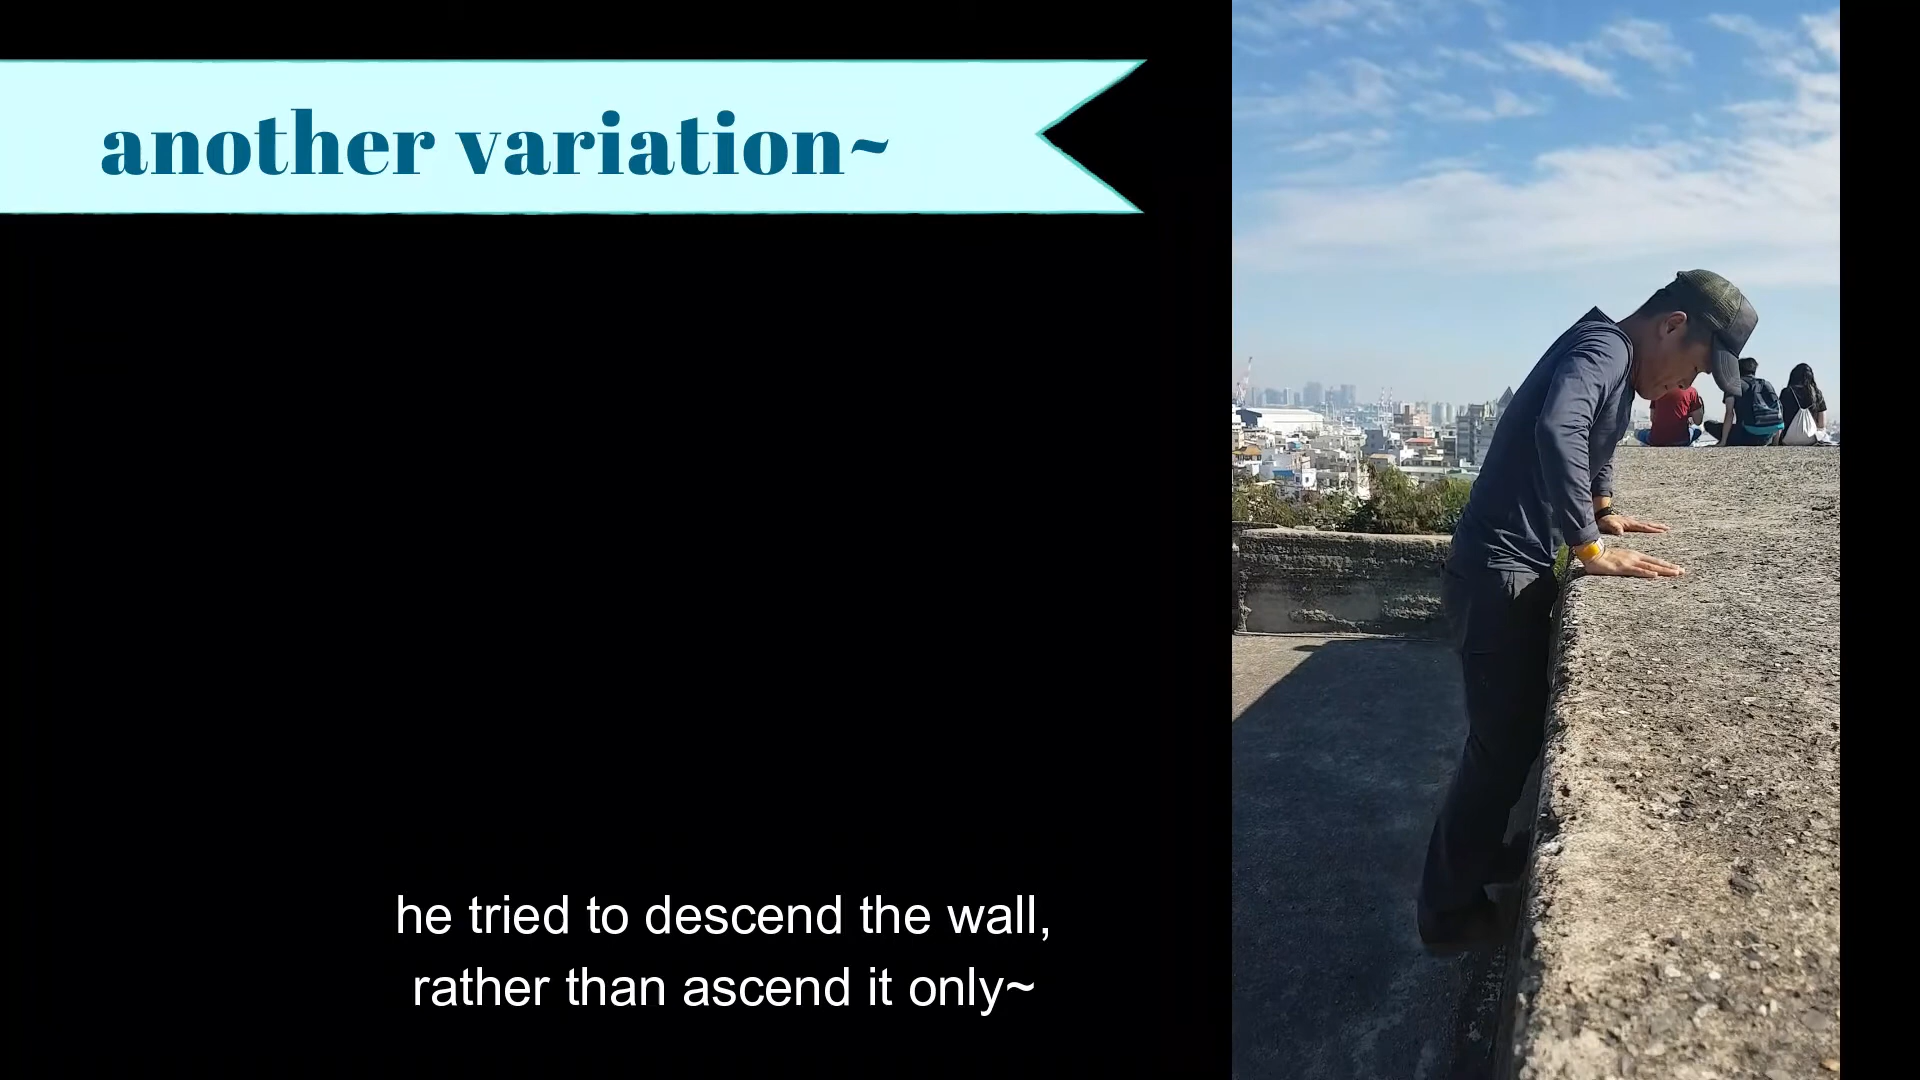 another variation~
he tried to descend the wall,
rather than ascend it only~